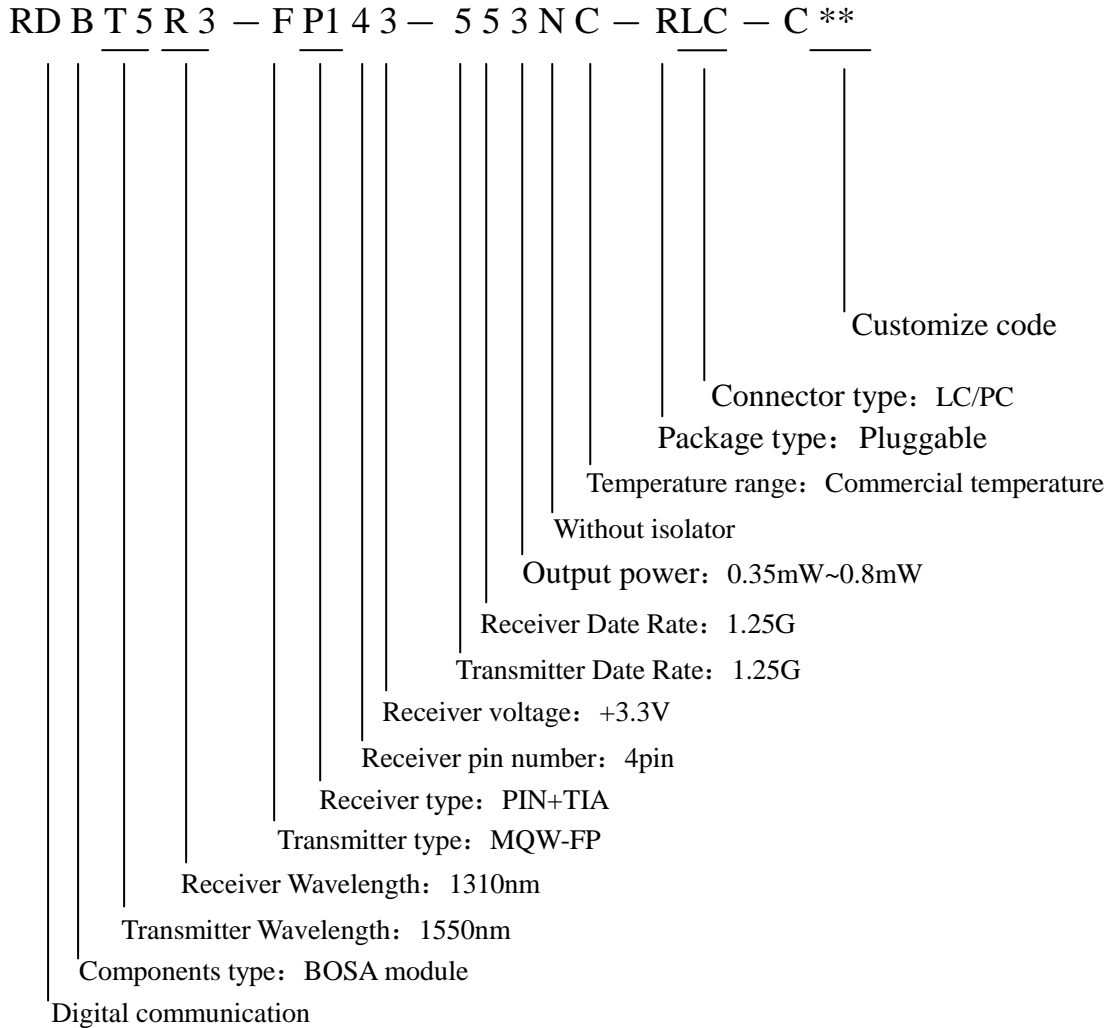 RD B T 5 R 3 – F P1 4 3 – 5 5 3 N C – RLC – C **
Customize code
Connector type：LC/PC
Package type：Pluggable
Temperature range：Commercial temperature
Without isolator
Output power：0.35mW~0.8mW
Receiver Date Rate：1.25G
Transmitter Date Rate：1.25G
Receiver voltage：+3.3V
Receiver pin number：4pin
Receiver type：PIN+TIA
Transmitter type：MQW-FP
Receiver Wavelength：1310nm
Transmitter Wavelength：1550nm
Components type：BOSA module
Digital communication